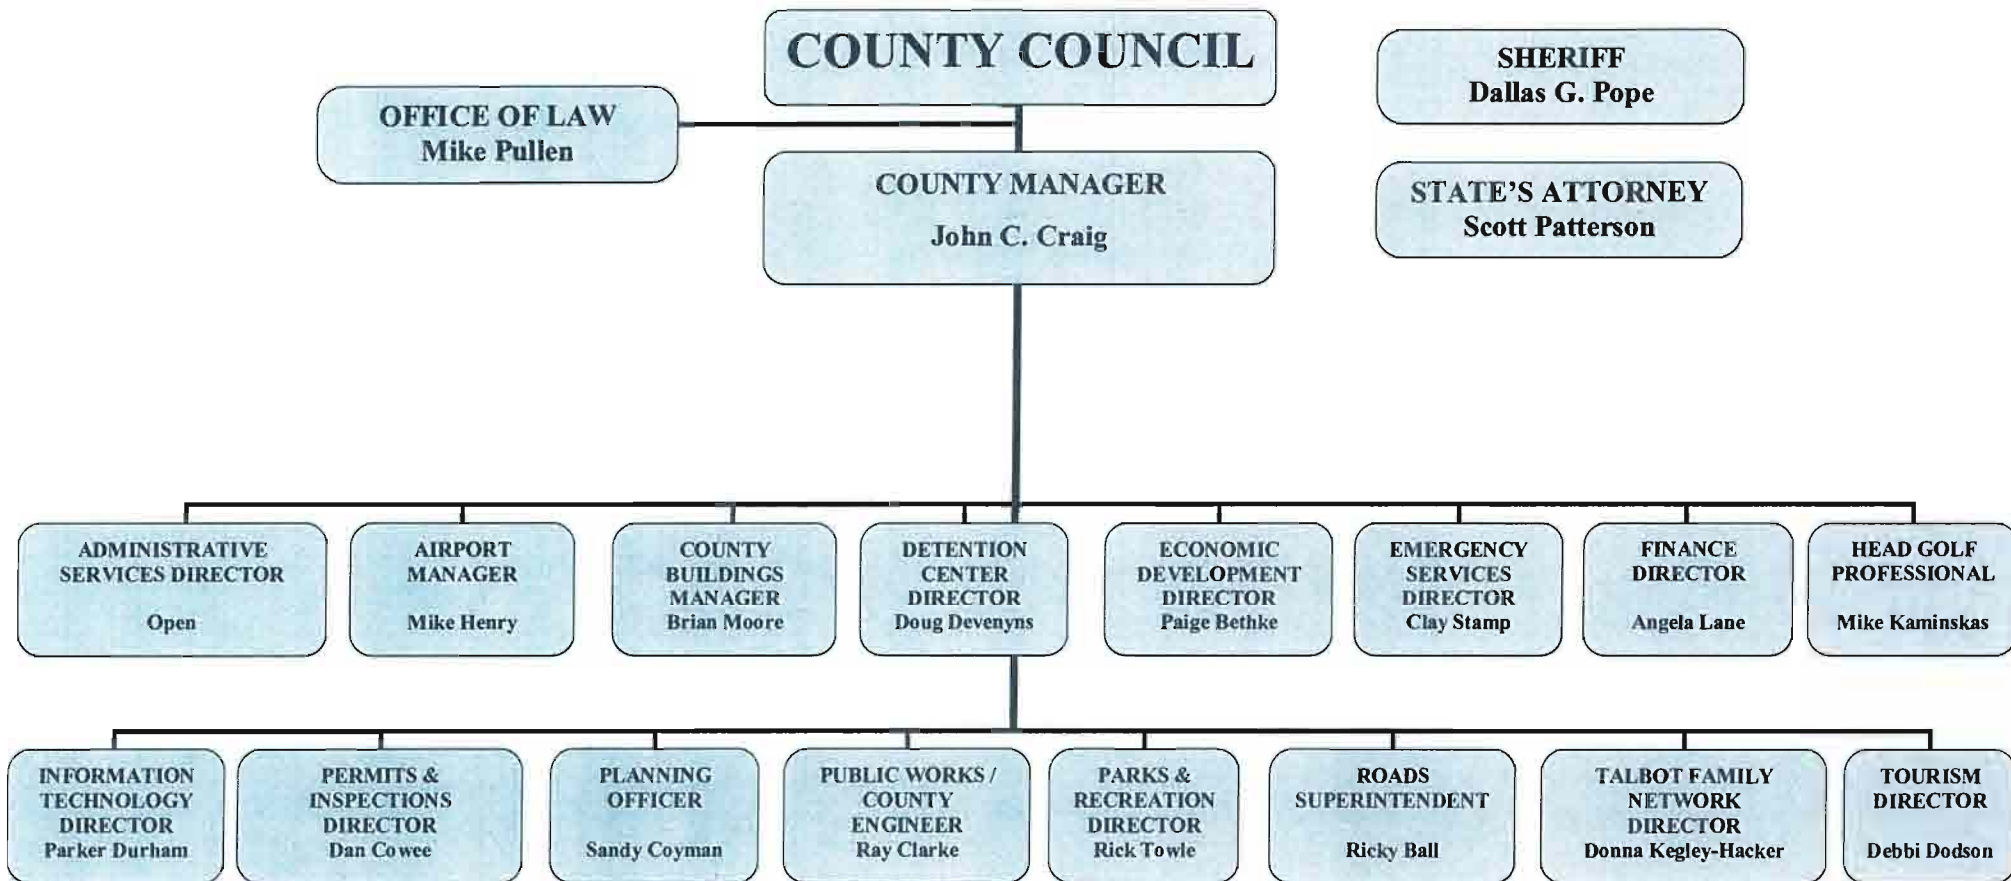 COUNTY COUNCIL
OFFICE OF LAW
Mike Pullen
SHERIFF
Dallas G. Pope
COUNTY MANAGER
John C. Craig
STATE'S ATTORNEY
Scott Patterson
ADMINISTRATIVE
SERVICES DIRECTOR
Open
AIRPORT
MANAGER
Mike Henry
COUNTY
BUILDINGS
MANAGER
Brian Moore
DETENTION
CENTER
DIRECTOR
Doug Devenyns
ECONOMIC
DEVELOPMENT
DIRECTOR
Paige Bethke
EMERGENCY
SERVICES
DIRECTOR
Clay Stamp
FINANCE
DIRECTOR
Angela Lane
HEAD GOLF
PROFESSIONAL
Mike Kaminskas
INFORMATION
TECHNOLOGY
DIRECTOR
Parker Durham
PERMITS &
INSPECTIONS
DIRECTOR
Dan Cowee
PLANNING
OFFICER
Sandy Coyman
PUBLIC WORKS /
COUNTY
ENGINEER
Ray Clarke
PARKS &
RECREATION
DIRECTOR
Rick Towle
ROADS
SUPERINTENDENT
Ricky Ball
TALBOT FAMILY
NETWORK
DIRECTOR
Donna Kegley-Hacker
TOURISM
DIRECTOR
Debbi Dodson